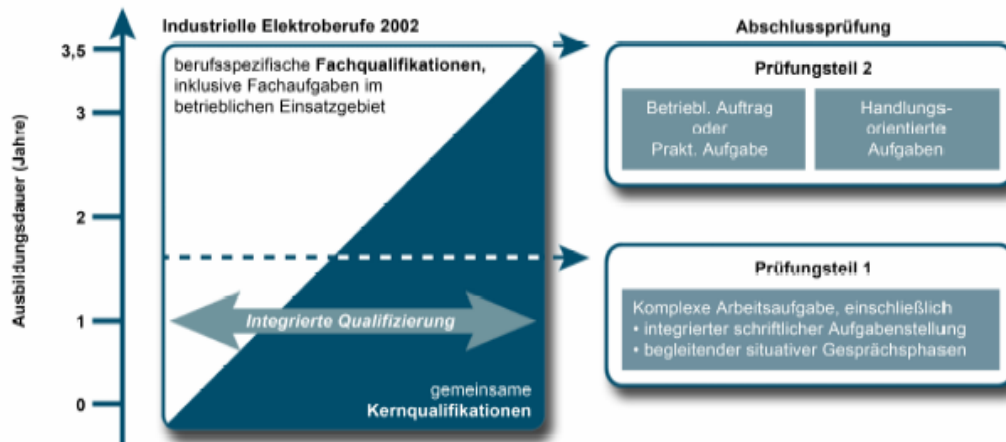 Industrielle Elektroberufe 2002
Abschlussprüfung
Ausbildungsdauer (Jahre)
3,5
3
2
1
0
berufsspezifische Fachqualifikationen,
inklusive Fachaufgaben im
betrieblichen Einsatzgebiet
Integrierte Qualifizierung
gemeinsame
Kernqualifikationen
Prüfungsteil 2
Betriebl. Auftrag
oder
Prakt. Aufgabe
Handlungs-
orientierte
Aufgaben
Prüfungsteil 1
Komplexe Arbeitsaufgabe, einschließlich
• integrierter schriftlicher Aufgabenstellung
• begleitender situativer Gesprächsphasen